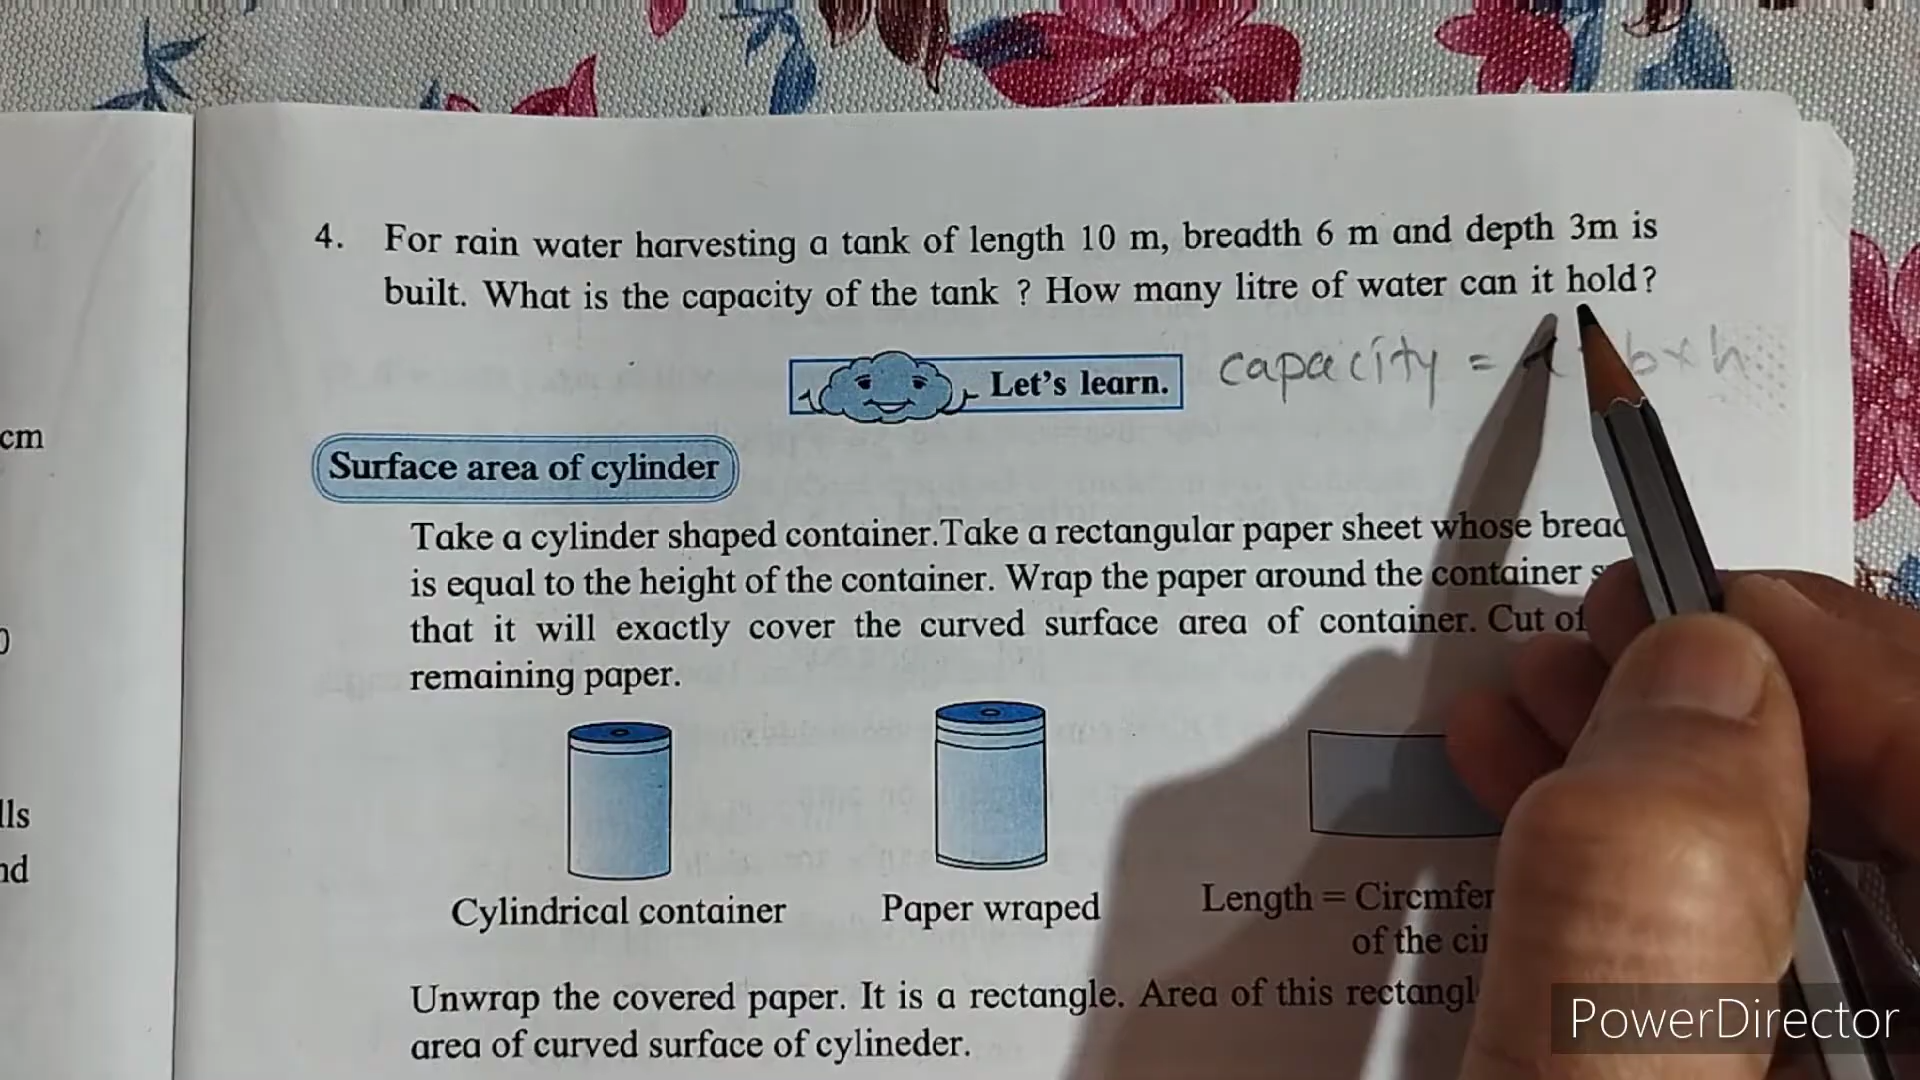 4. For rain water harvesting a tank of length 10 m, breadth 6 m and depth 3m is
built. What is the capacity of the tank ? How many litre of water can it hold?
Let's learn.
capacity = b × h
cm
Surface area of cylinder
Take a cylinder shaped container.Take a rectangular paper sheet whose bread
is equal to the height of the container. Wrap the paper around the container s
that it will exactly cover the curved surface area of container. Cut of
remaining paper.
lls
nd
Cylindrical container
Paper wraped
Length = Circmfer
of the cir
Unwrap the covered paper. It is a rectangle. Area of this rectangl
area of curved surface of cylineder.
PowerDirector